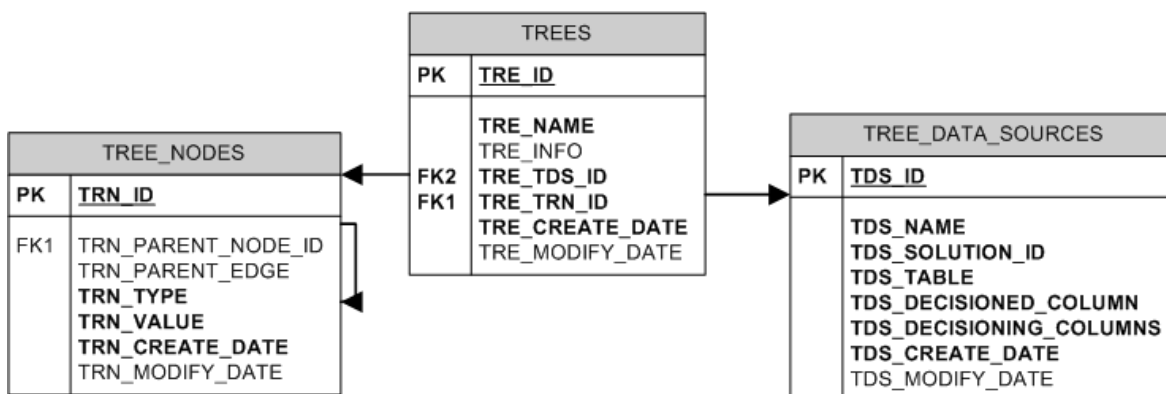 TREES
PK TRE_ID
TRE_NAME
TRE_INFO
FK2 TRE_TDS_ID
FK1 TRE_TRN_ID
TRE_CREATE_DATE
TRE_MODIFY_DATE
TREE_NODES
PK TRN_ID
FK1 TRN_PARENT_NODE_ID
TRN_PARENT_EDGE
TRN_TYPE
TRN_VALUE
TRN_CREATE_DATE
TRN_MODIFY_DATE
TREE_DATA_SOURCES
PK TDS_ID
TDS_NAME
TDS_SOLUTION_ID
TDS_TABLE
TDS_DECISIONED_COLUMN
TDS_DECISIONING_COLUMNS
TDS_CREATE_DATE
TDS_MODIFY_DATE